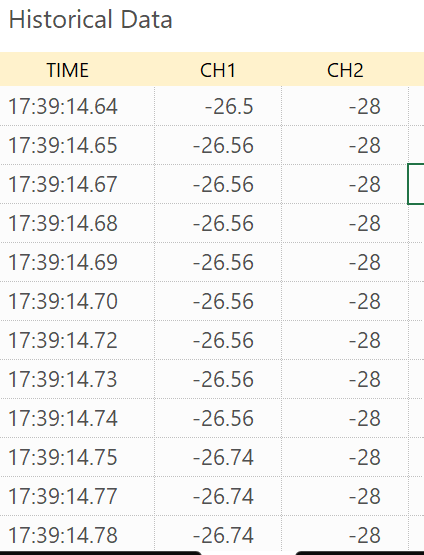 Historical Data
TIME CH1 CH2
17:39:14.64 -26.5 -28
17:39:14.65 -26.56 -28
17:39:14.67 -26.56 -28
17:39:14.68 -26.56 -28
17:39:14.69 -26.56 -28
17:39:14.70 -26.56 -28
17:39:14.72 -26.56 -28
17:39:14.73 -26.56 -28
17:39:14.74 -26.56 -28
17:39:14.75 -26.74 -28
17:39:14.77 -26.74 -28
17:39:14.78 -26.74 -28